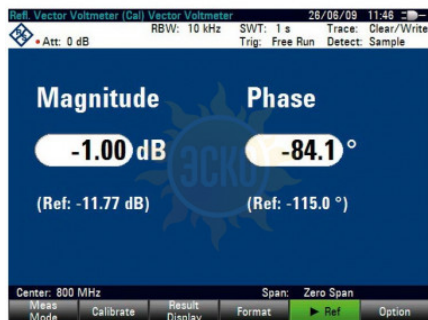 Refl. Vector Voltmeter (Cal) Vector Voltmeter 26/06/09 11:46
RBW: 10 kHz SWT: 1 s Trace: Clear/Write
Att: 0 dB Trig: Free Run Detect: Sample
Magnitude Phase
-1.00 dB -84.1 °
(Ref: -11.77 dB) (Ref: -115.0 °)
ЭСКО
Center: 800 MHz Span: Zero Span
Meas Mode Calibrate Result Display Format Ref Option